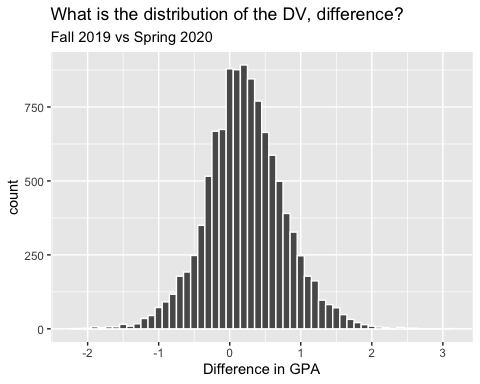 What is the distribution of the DV, difference?
Fall 2019 vs Spring 2020
count
750
500
250
0
-2 -1 0 1 2 3
Difference in GPA